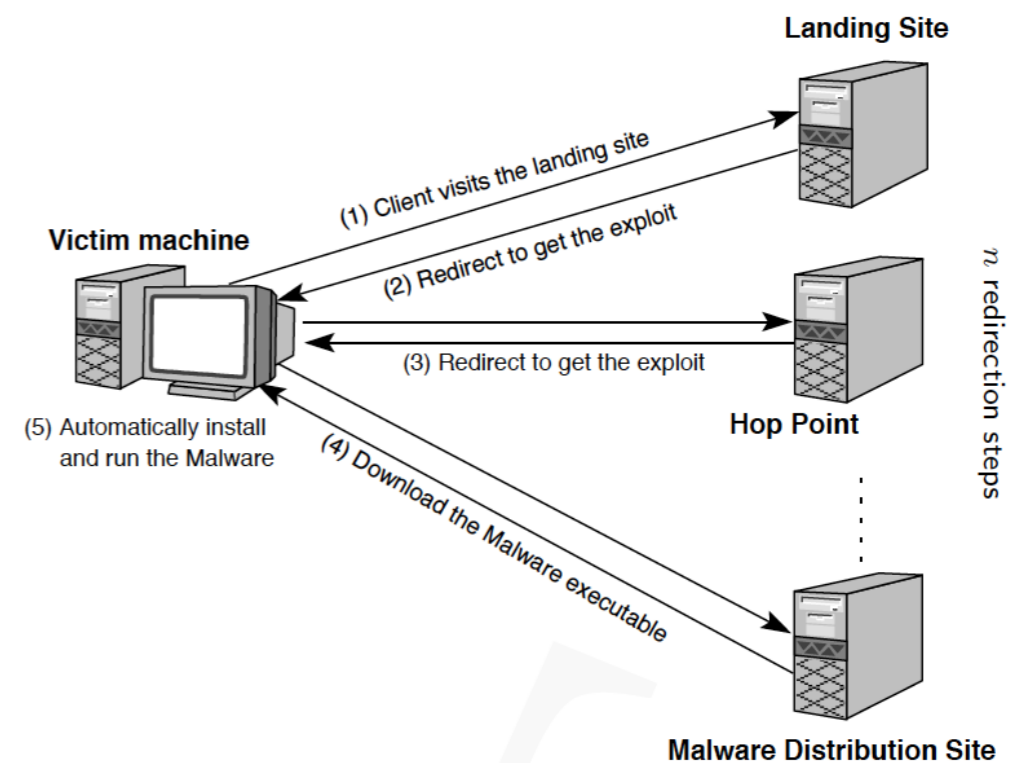 Landing Site
(1) Client visits the landing site
(2) Redirect to get the exploit
Victim machine
(3) Redirect to get the exploit
Hop Point
n redirection steps
(5) Automatically install
and run the Malware
(4) Download the Malware executable
Malware Distribution Site